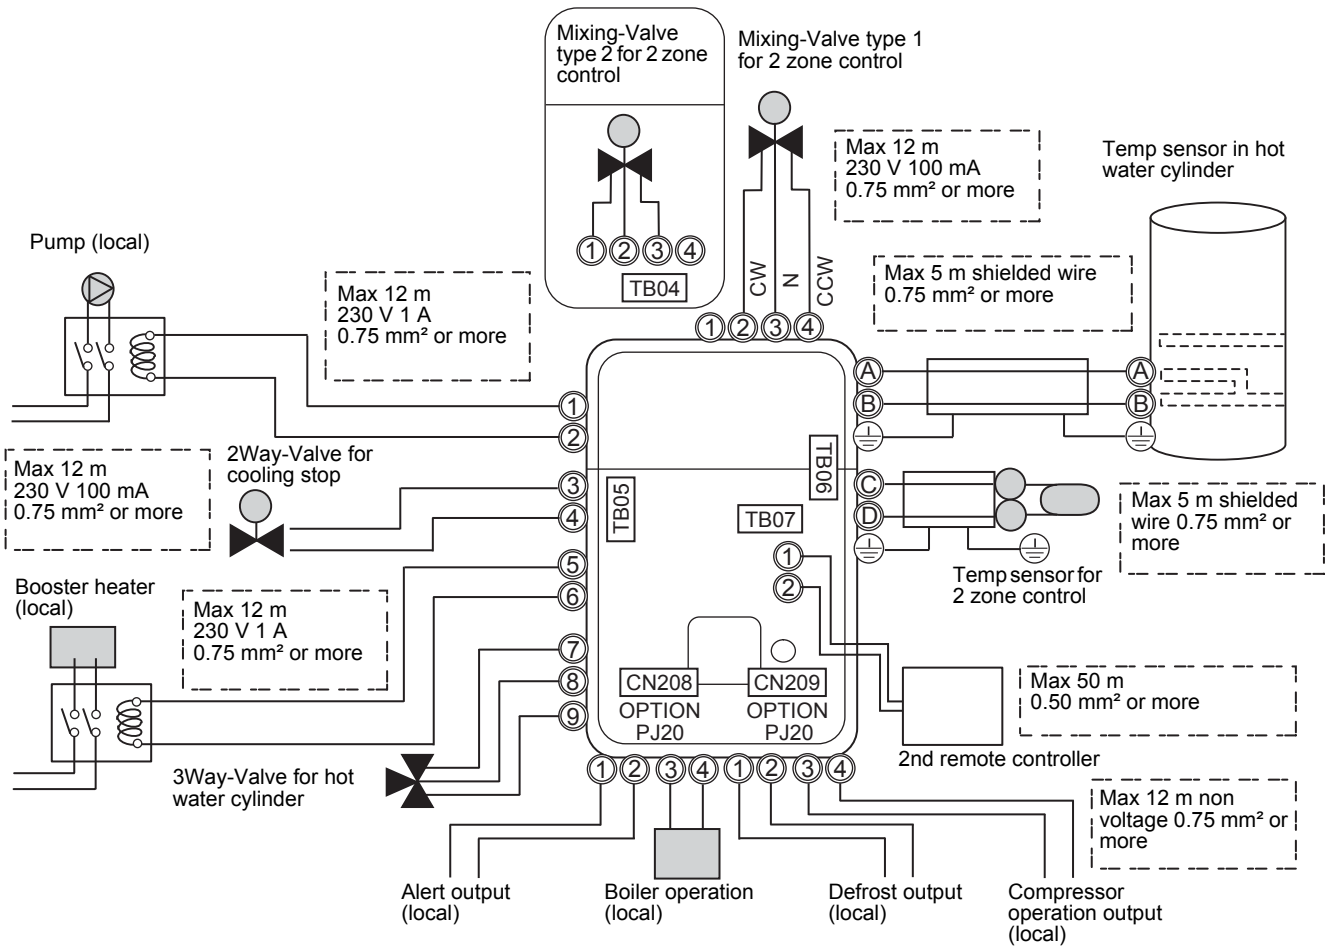 Mixing-Valve
type 2 for 2 zone
control
1 2 3 4
TB04
Mixing-Valve type 1
for 2 zone control
CW
N
CCW
1 2 3 4
Max 12 m
230 V 100 mA
0.75 mm² or more
Temp sensor in hot
water cylinder
Max 5 m shielded wire
0.75 mm² or more
Pump (local)
Max 12 m
230 V 1 A
0.75 mm² or more
1
2
A
B
A
B
2Way-Valve for
cooling stop
Max 12 m
230 V 100 mA
0.75 mm² or more
3
4
TB05
TB06
TB07
1
2
C
D
Max 5 m shielded
wire 0.75 mm² or
more
Temp sensor for
2 zone control
Booster heater
(local)
Max 12 m
230 V 1 A
0.75 mm² or more
5
6
7
8
9
CN208
OPTION
PJ20
CN209
OPTION
PJ20
Max 50 m
0.50 mm² or more
2nd remote controller
3Way-Valve for hot
water cylinder
1 2 3 4 1 2 3 4
Max 12 m non
voltage 0.75 mm² or
more
Alert output
(local)
Boiler operation
(local)
Defrost output
(local)
Compressor
operation output
(local)